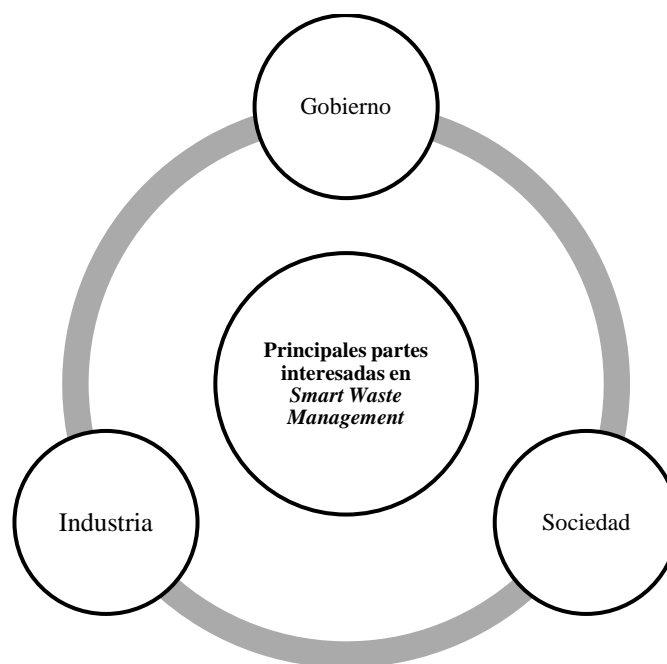 Gobierno
Principales partes
interesadas en
Smart Waste
Management
Industria
Sociedad